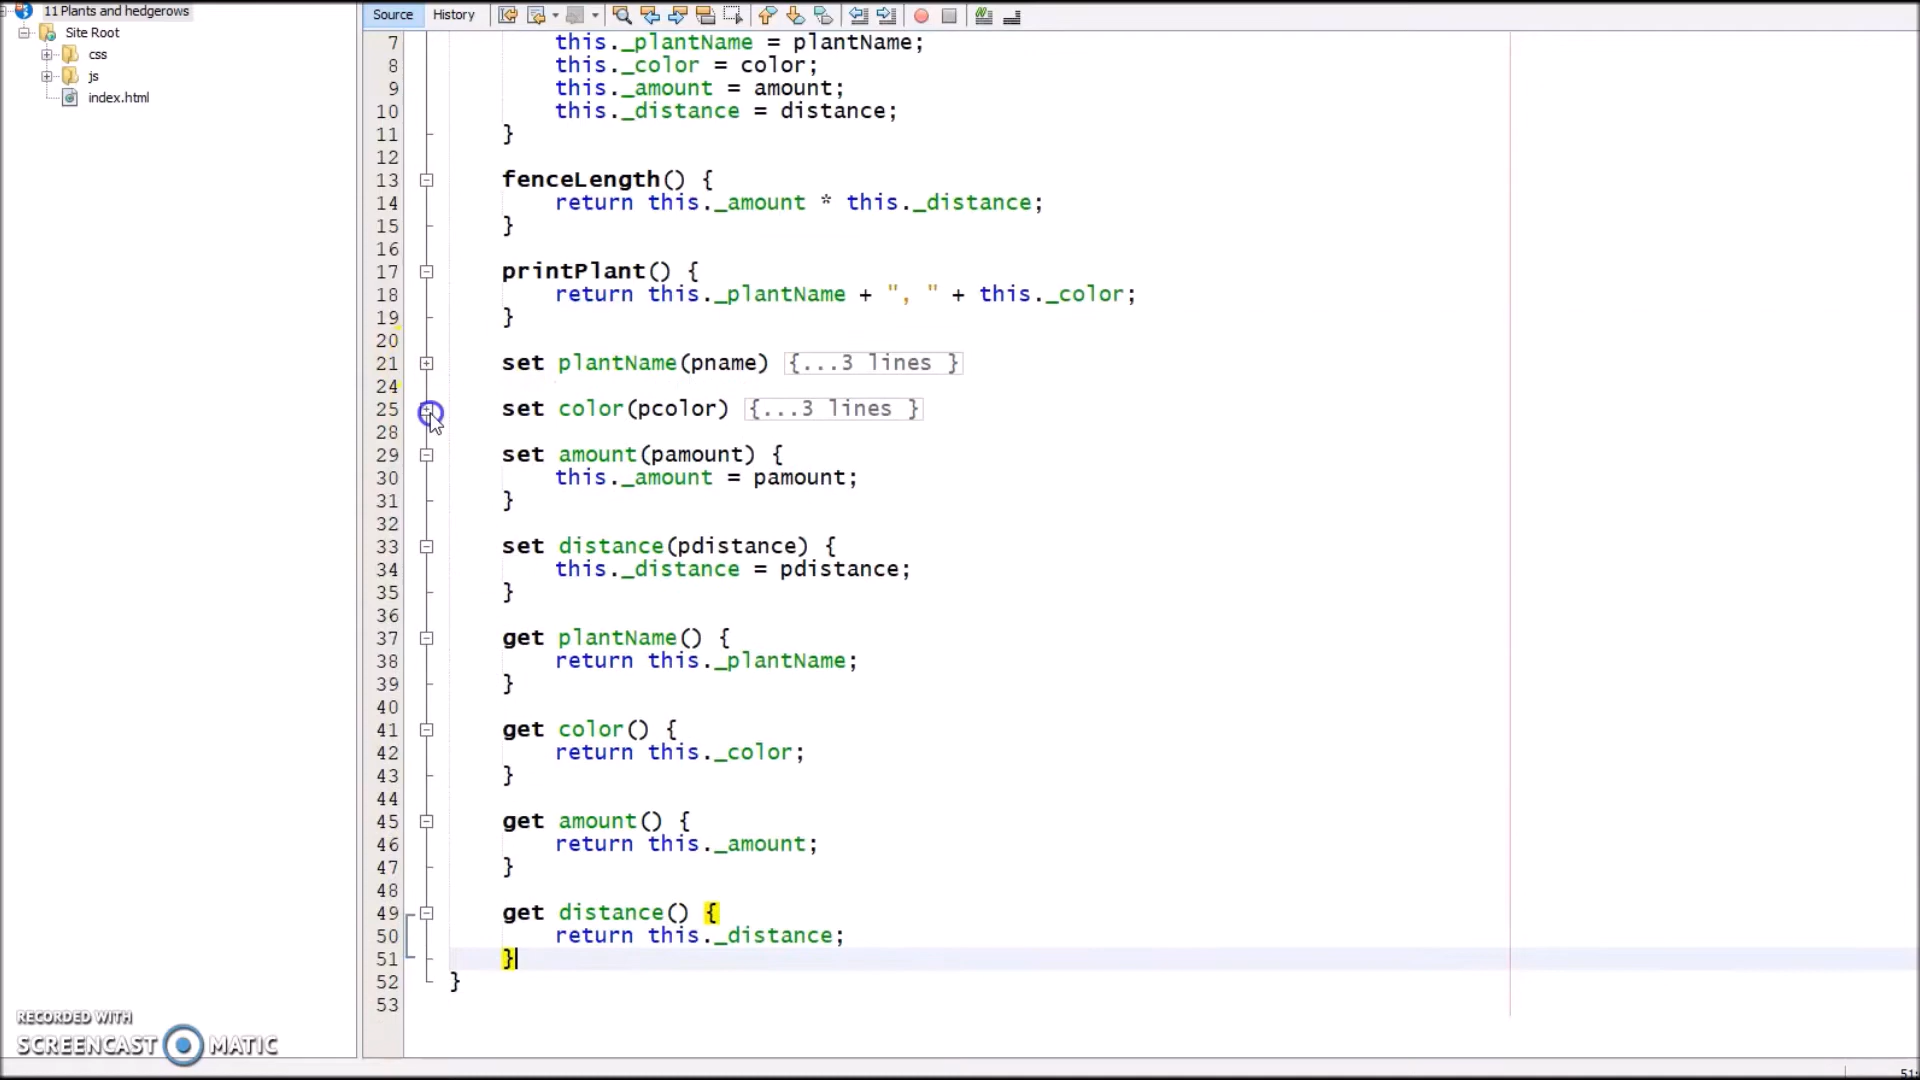 11 Plants and hedgerows
Site Root
css
js
index.html
Source History
7 this._plantName = plantName;
8 this._color = color;
9 this._amount = amount;
10 this._distance = distance;
11 }
12
13 fenceLength() {
14 return this._amount * this._distance;
15 }
16
17 printPlant() {
18 return this._plantName + ", " + this._color;
19 }
20
21 set plantName(pname) {...3 lines }
24
25 set color(pcolor) {...3 lines }
28
29 set amount(pamount) {
30 this._amount = pamount;
31 }
32
33 set distance(pdistance) {
34 this._distance = pdistance;
35 }
36
37 get plantName() {
38 return this._plantName;
39 }
40
41 get color() {
42 return this._color;
43 }
44
45 get amount() {
46 return this._amount;
47 }
48
49 get distance() {
50 return this._distance;
51 }
52 }
53
RECORDED WITH
SCREENCAST MATIC
51: